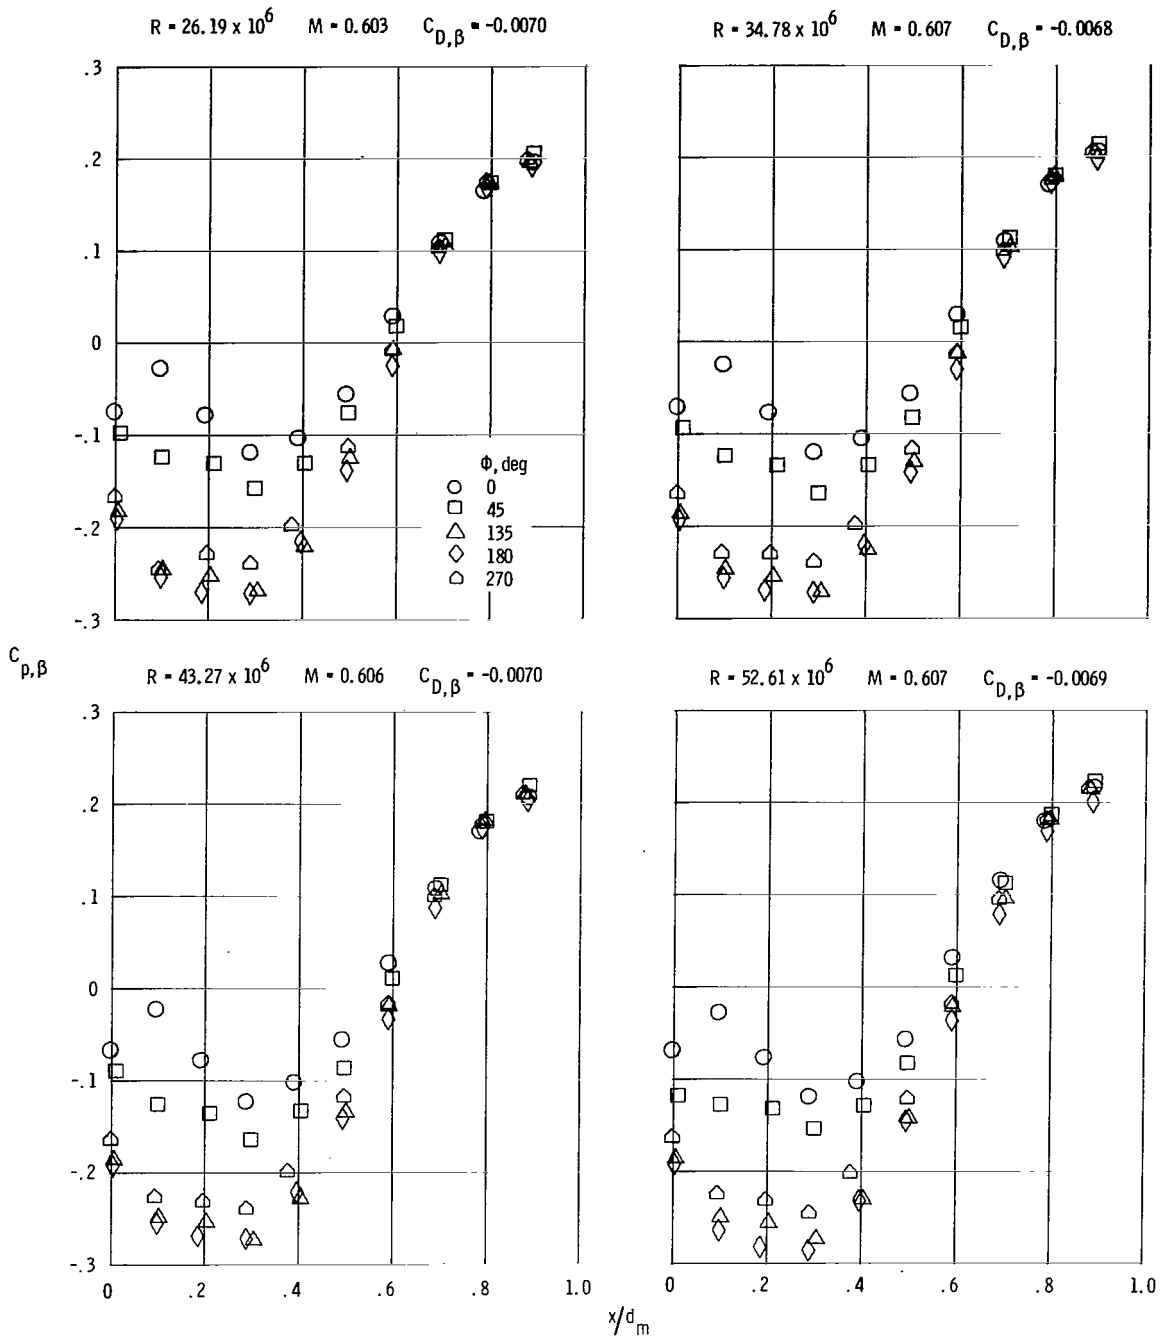 R = 26.19 x 10^6 M = 0.603 C_D,β = -0.0070
R = 34.78 x 10^6 M = 0.607 C_D,β = -0.0068
.3
.2
.1
0
-.1
-.2
-.3
ϕ, deg
0
45
135
180
270
C_p,β
R = 43.27 x 10^6 M = 0.606 C_D,β = -0.0070
R = 52.61 x 10^6 M = 0.607 C_D,β = -0.0069
.3
.2
.1
0
-.1
-.2
-.3
0 .2 .4 .6 .8 1.0
0 .2 .4 .6 .8 1.0
x/d_m